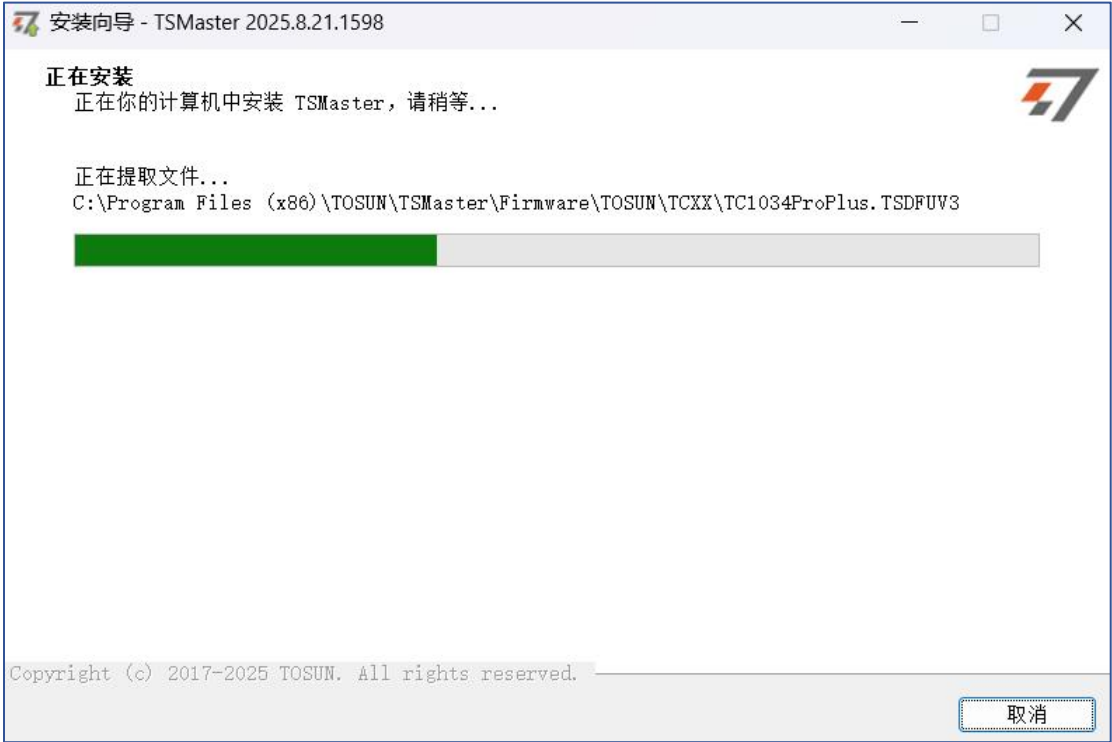 安装向导 - TSMaster 2025.8.21.1598
正在安装
正在你的计算机中安装 TSMaster，请稍等...
正在提取文件...
C:\Program Files (x86)\TOSUN\TSMaster\Firmware\TOSUN\TCXX\TC1034ProPlus.TSDFUV3
Copyright (c) 2017-2025 TOSUN. All rights reserved.
取消